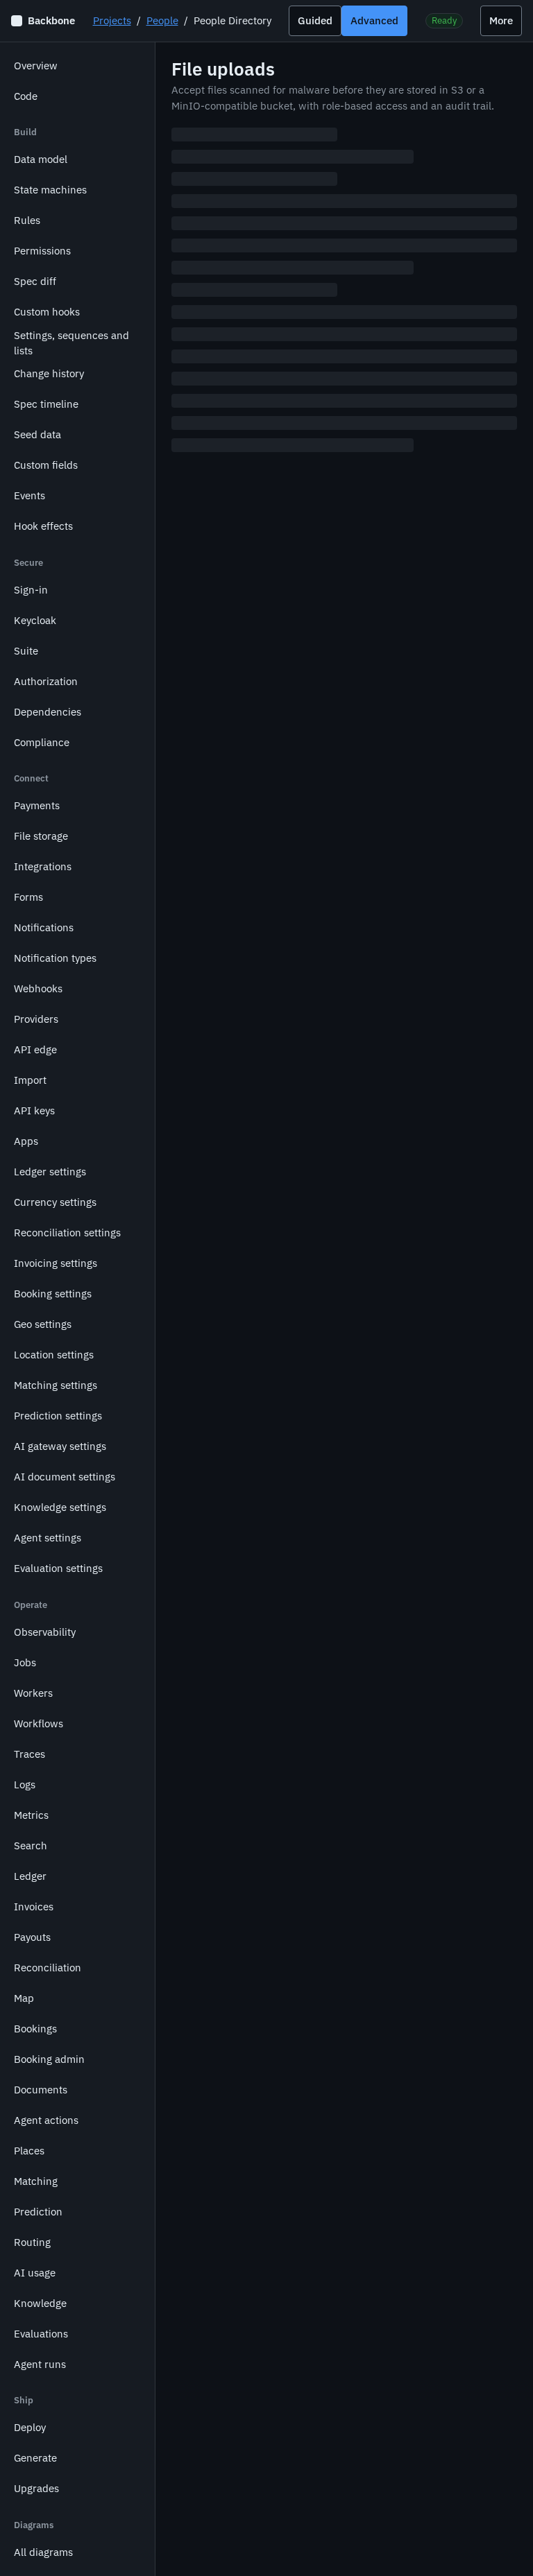 Backbone
Projects / People / People Directory
Guided
Advanced
Ready
More
Overview
Code
Build
Data model
State machines
Rules
Permissions
Spec diff
Custom hooks
Settings, sequences and
lists
Change history
Spec timeline
Seed data
Custom fields
Events
Hook effects
Secure
Sign-in
Keycloak
Suite
Authorization
Dependencies
Compliance
Connect
Payments
File storage
Integrations
Forms
Notifications
Notification types
Webhooks
Providers
API edge
Import
API keys
Apps
Ledger settings
Currency settings
Reconciliation settings
Invoicing settings
Booking settings
Geo settings
Location settings
Matching settings
Prediction settings
AI gateway settings
AI document settings
Knowledge settings
Agent settings
Evaluation settings
Operate
Observability
Jobs
Workers
Workflows
Traces
Logs
Metrics
Search
Ledger
Invoices
Payouts
Reconciliation
Map
Bookings
Booking admin
Documents
Agent actions
Places
Matching
Prediction
Routing
AI usage
Knowledge
Evaluations
Agent runs
Ship
Deploy
Generate
Upgrades
Diagrams
All diagrams
File uploads
Accept files scanned for malware before they are stored in S3 or a
MinIO-compatible bucket, with role-based access and an audit trail.